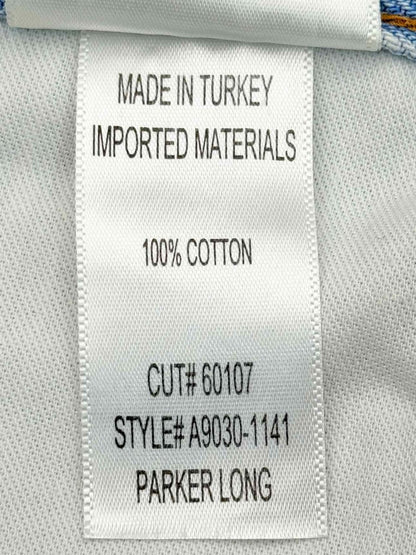 MADE IN TURKEY
IMPORTED MATERIALS
100% COTTON
CUT# 60107
STYLE# A9030-1141
PARKER LONG